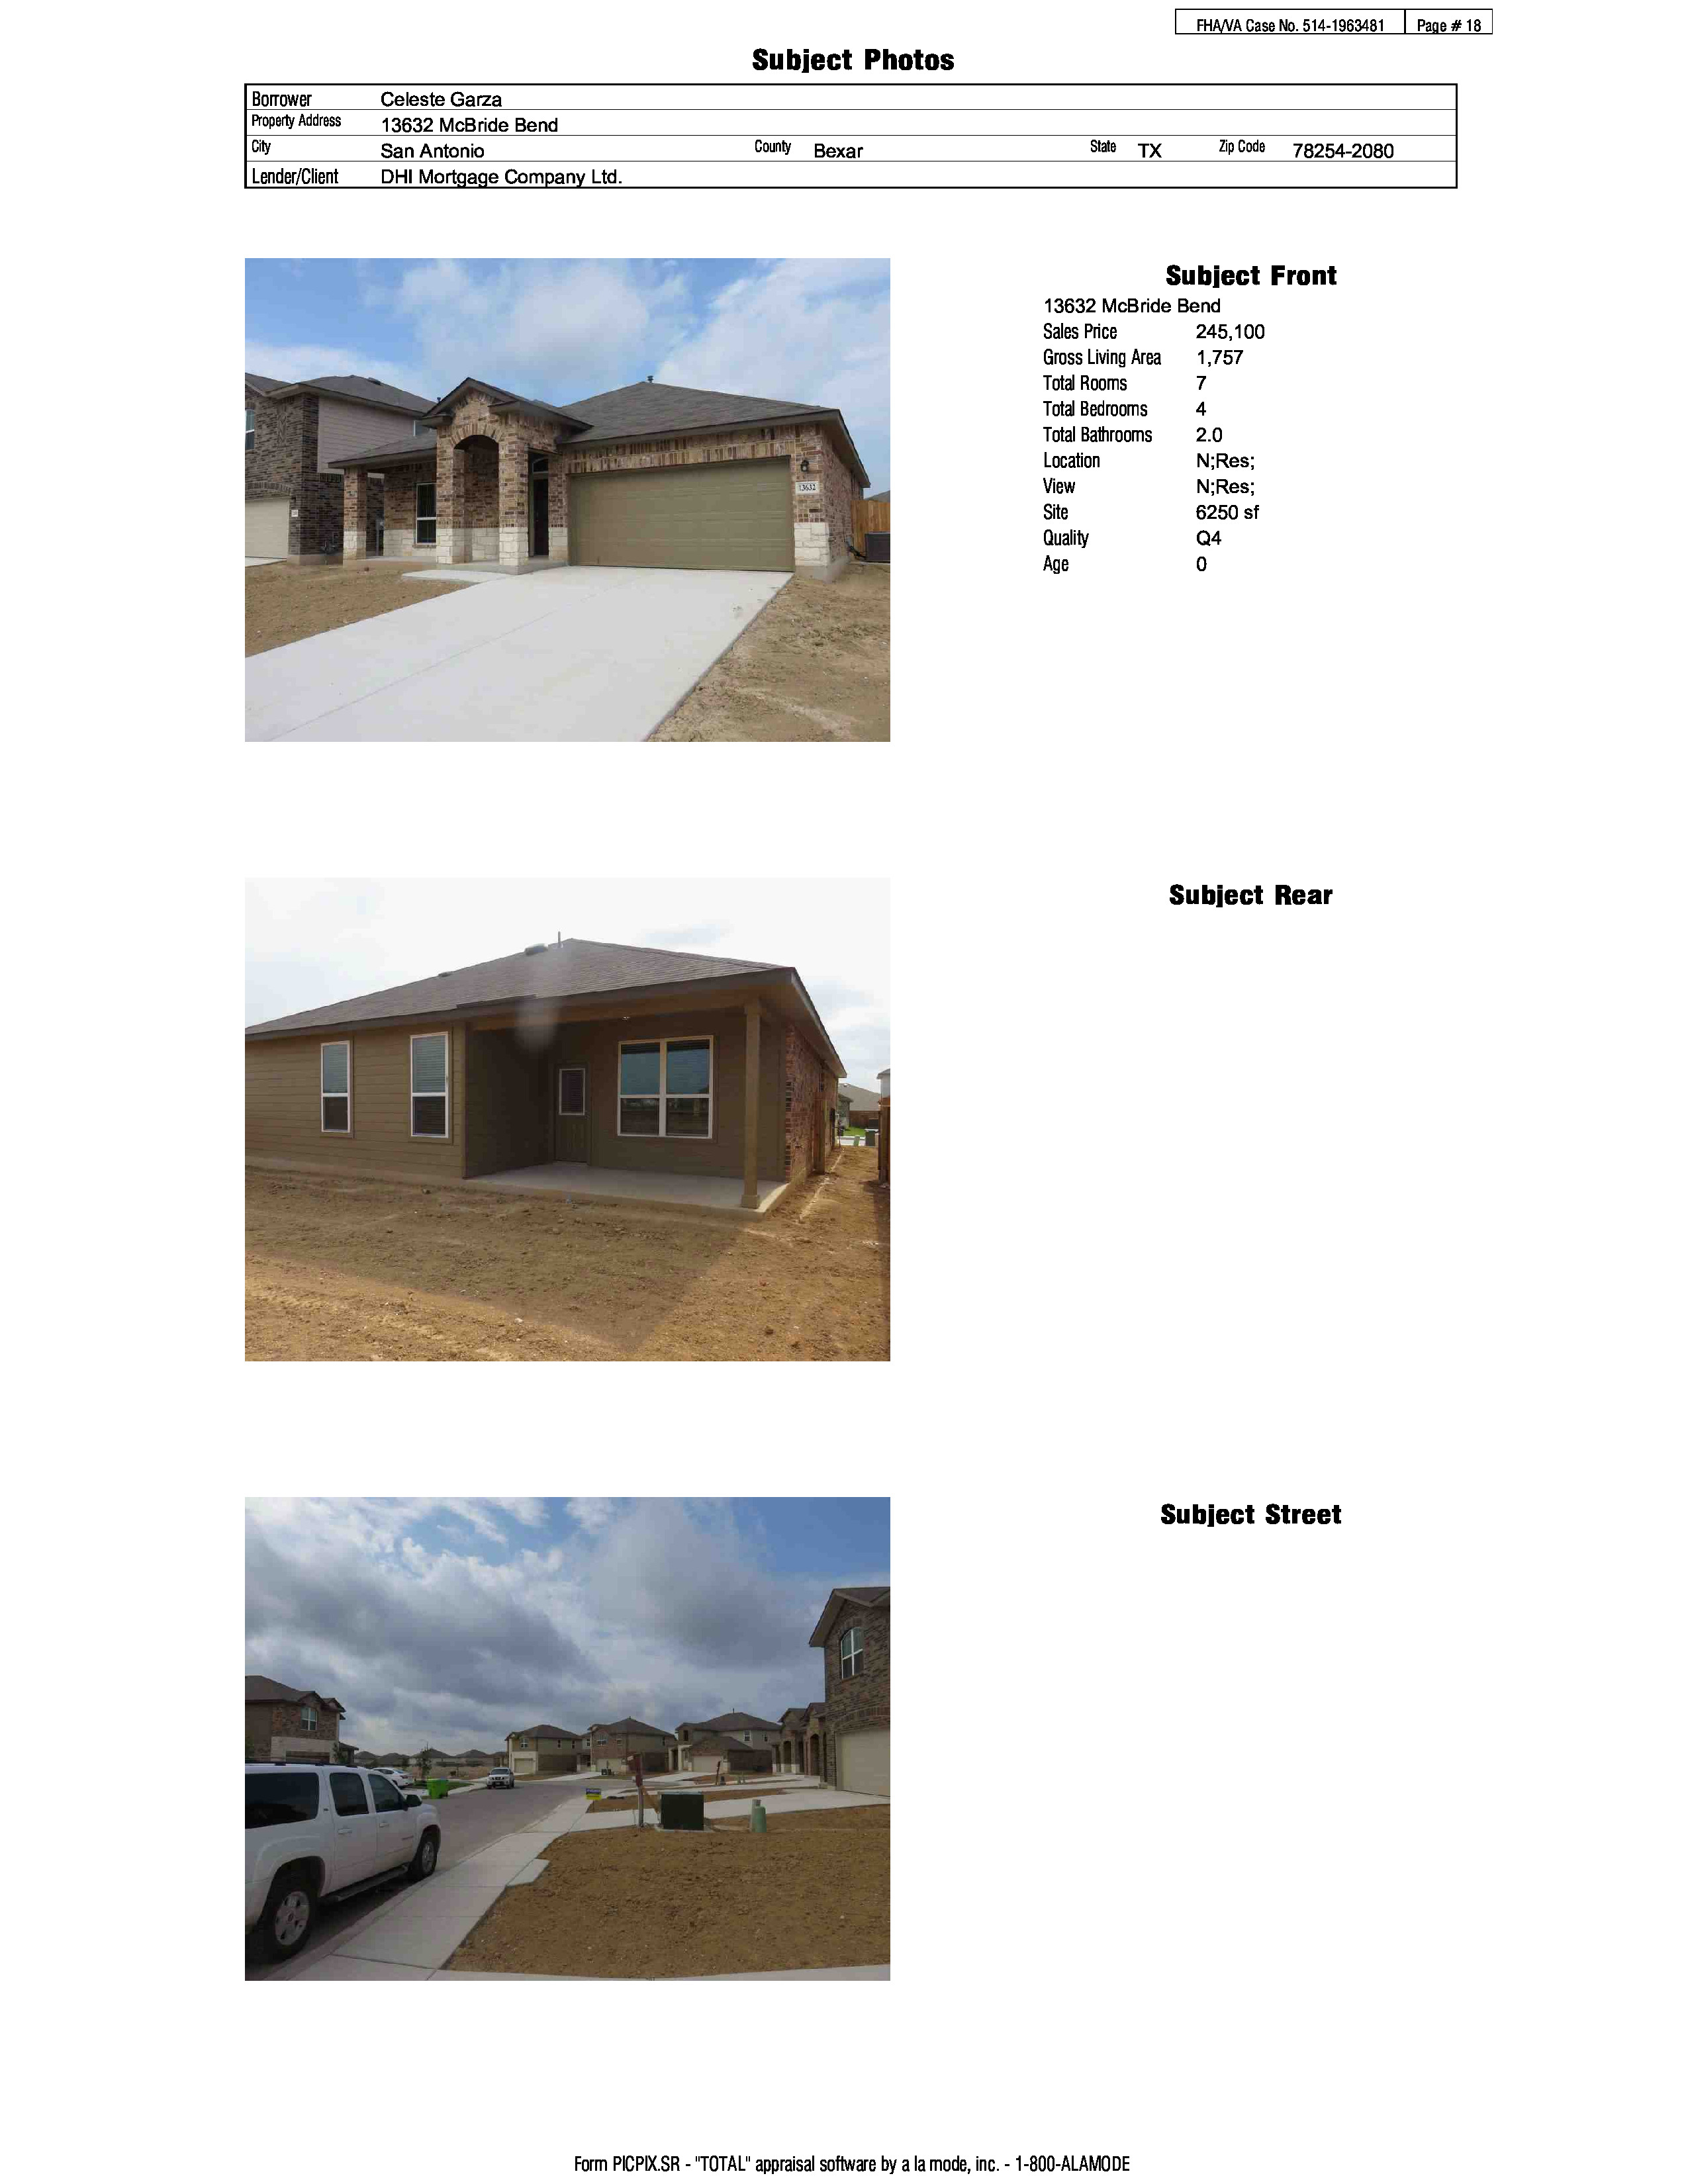 FHA/VA Case No. 514-1963481 Page # 18
Subject Photos
Borrower Celeste Garza
Property Address 13632 McBride Bend
City San Antonio County Bexar State TX Zip Code 78254-2080
Lender/Client DHI Mortgage Company Ltd.
Subject Front
13632 McBride Bend
Sales Price 245,100
Gross Living Area 1,757
Total Rooms 7
Total Bedrooms 4
Total Bathrooms 2.0
Location N;Res;
View N;Res;
Site 6250 sf
Quality Q4
Age 0
13632
Subject Rear
Subject Street
Form PICPIX.SR - "TOTAL" appraisal software by a la mode, inc. - 1-800-ALAMODE